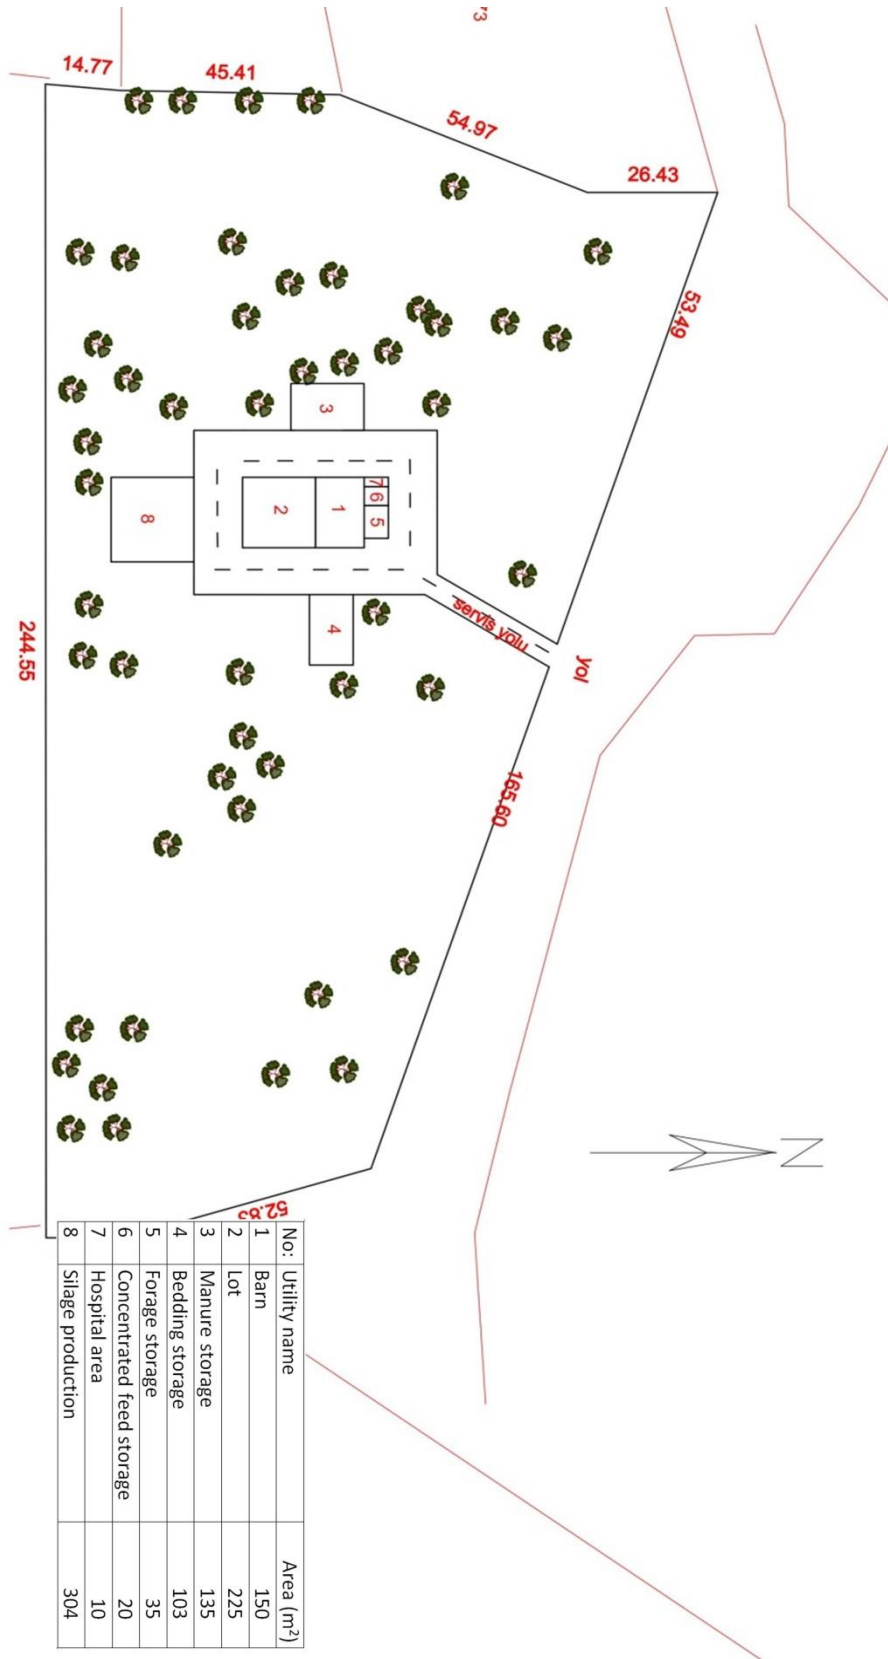 73
14.77
45.41
54.97
26.43
53.49
3
7
6
2
1
5
8
servis yolu
4
yol
244.55
165.60
N
52.83
No: Utility name Area (m²)
1 Barn 150
2 Lot 225
3 Manure storage 135
4 Bedding storage 103
5 Forage storage 35
6 Concentrated feed storage 20
7 Hospital area 10
8 Silage production 304